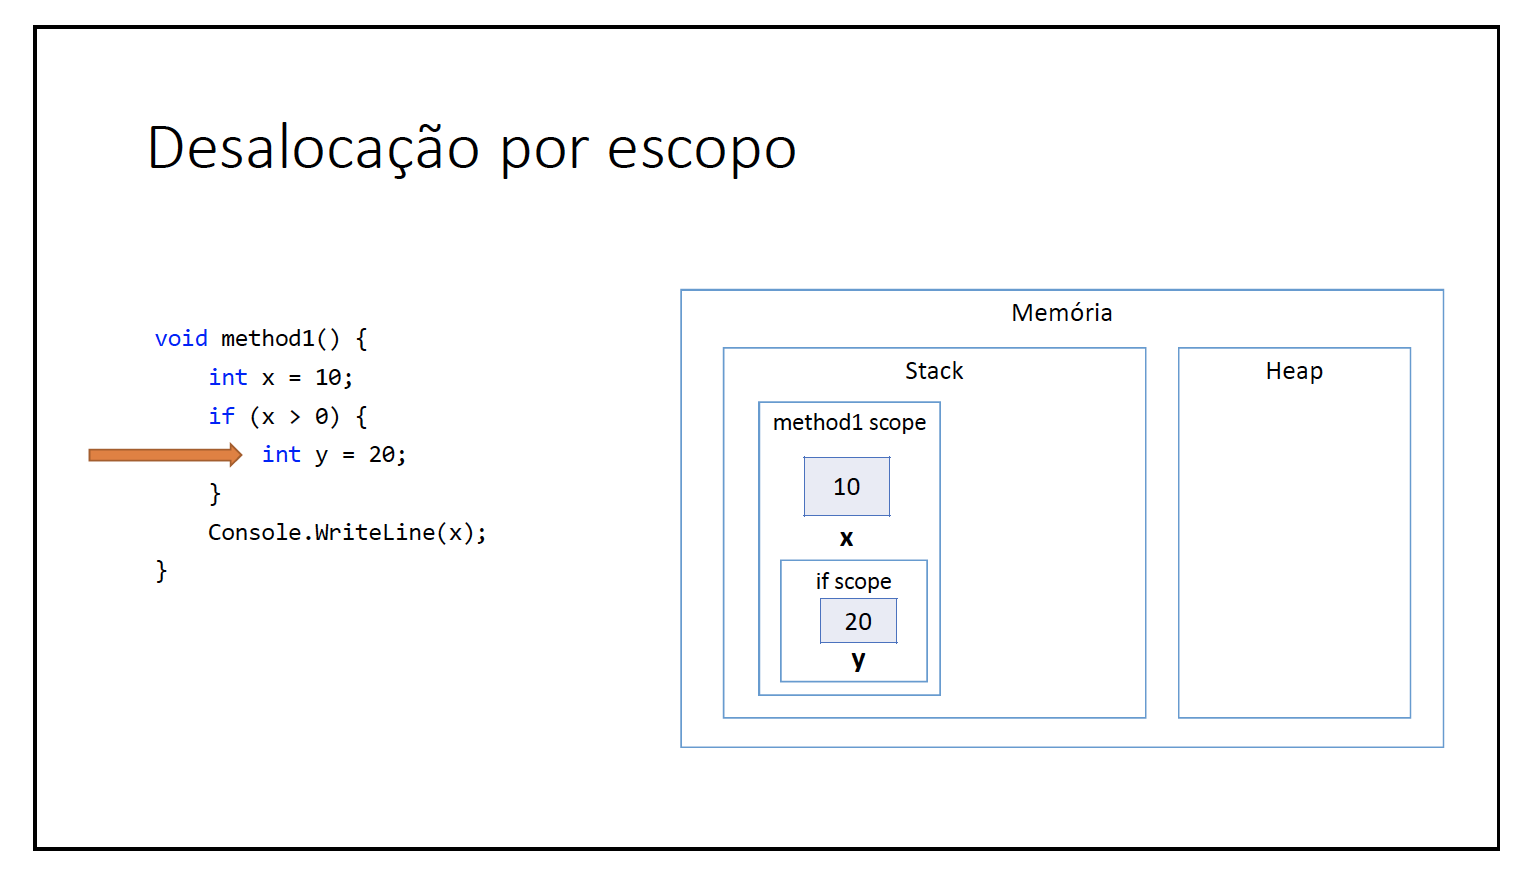 Desalocação por escopo
void method1() {
int x = 10;
if (x > 0) {
int y = 20;
}
Console.WriteLine(x);
}
Memória
Stack
method1 scope
10
x
if scope
20
y
Heap